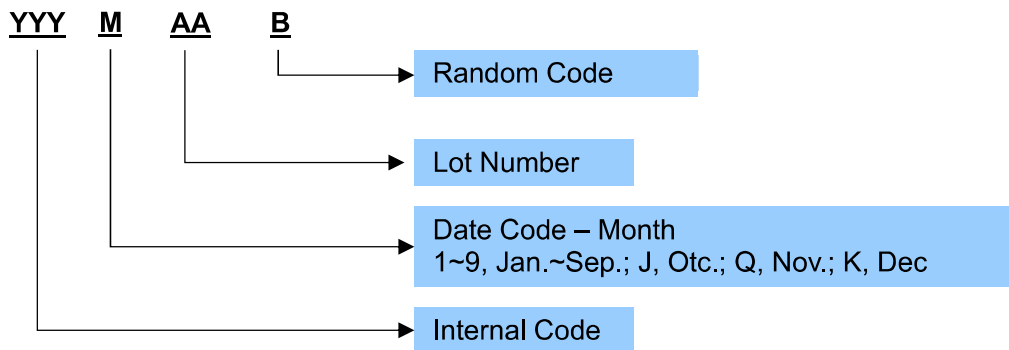 YYY M AA B
Random Code
Lot Number
Date Code – Month
1~9, Jan.~Sep.; J, Otc.; Q, Nov.; K, Dec
Internal Code